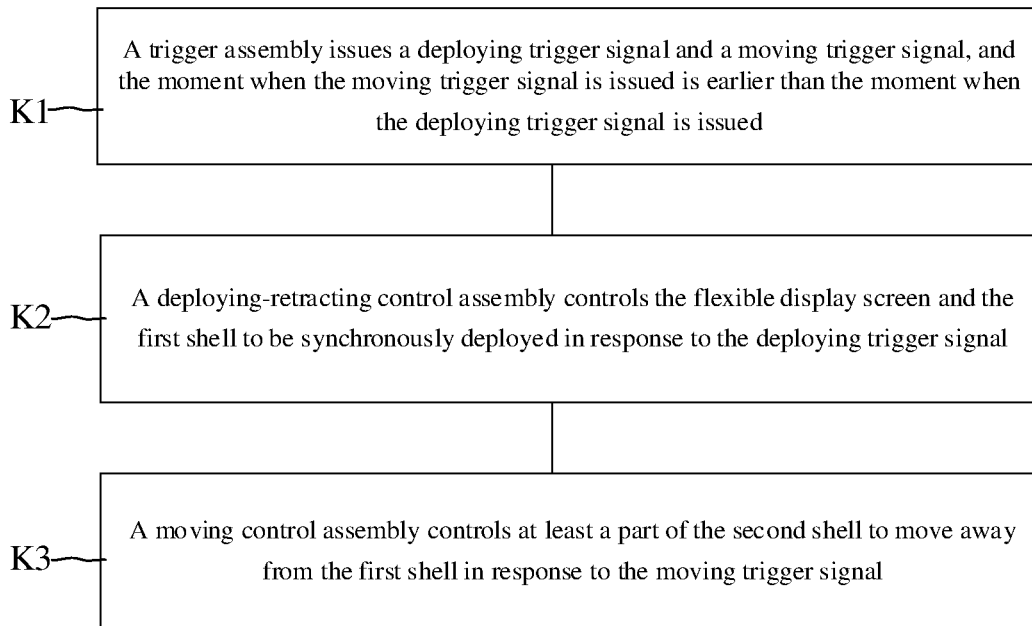 A trigger assembly issues a deploying trigger signal and a moving trigger signal, and
the moment when the moving trigger signal is issued is earlier than the moment when
the deploying trigger signal is issued
K1
A deploying-retracting control assembly controls the flexible display screen and the
first shell to be synchronously deployed in response to the deploying trigger signal
K2
A moving control assembly controls at least a part of the second shell to move away
from the first shell in response to the moving trigger signal
K3